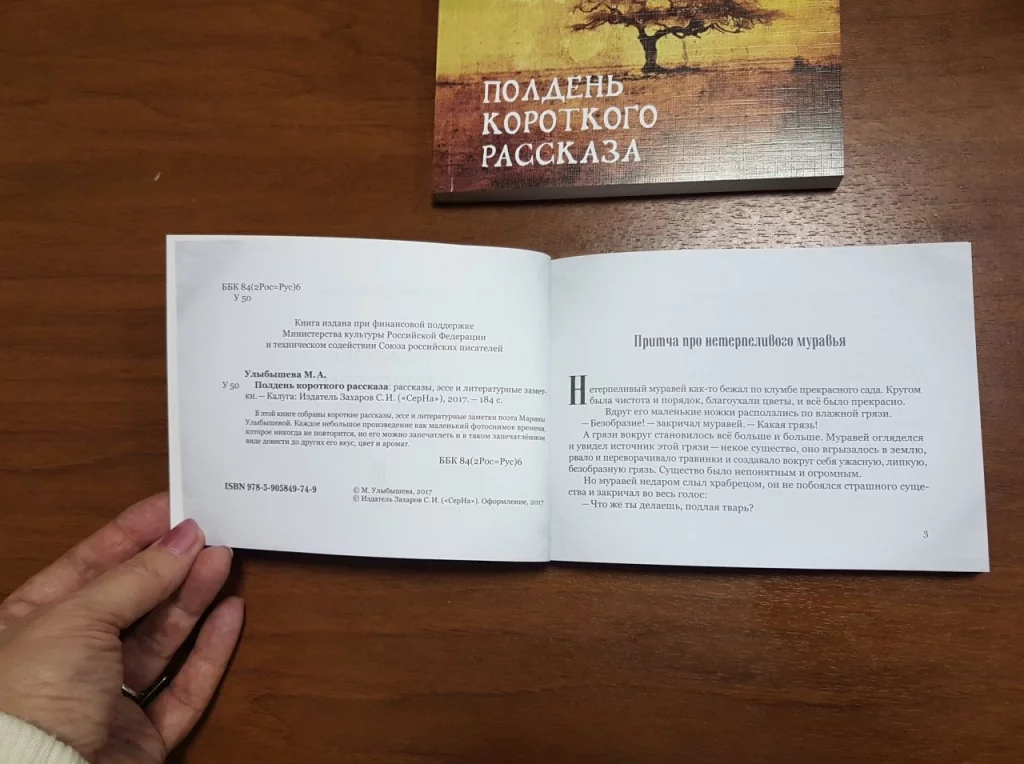 ПОЛДЕНЬ
КОРОТКОГО
РАССКАЗА
ББК 84(2Рос=Рус)6
У 50
Книга издана при финансовой поддержке
Министерства культуры Российской Федерации
и техническом содействии Союза российских писателей
Улыбышева М. А.
У 50 Полдень короткого рассказа: рассказы, эссе и литературные замет-
ки. — Калуга: Издатель Захаров С. И. («СерНа»), 2017. — 184 с.
В этой книге собраны короткие рассказы, эссе и литературные заметки поэта Марины
Улыбышевой. Каждое небольшое произведение как маленький фотоснимок времени,
которое никогда не повторится, но его можно запечатлеть и в таком запечатлённом
виде донести до других его вкус, цвет и аромат.
ББК 84(2Рос=Рус)6
ISBN 978-5-905849-74-9
© М. Улыбышева, 2017
© Издатель Захаров С. И. («СерНа»). Оформление, 2017
Притча про нетерпеливого муравья
Нетерпеливый муравей как-то бежал по клумбе прекрасного сада. Кругом
была чистота и порядок, благоухали цветы, и всё было прекрасно.
Вдруг его маленькие ножки расползлись по влажной грязи.
— Безобразие! — закричал муравей. — Какая грязь!
А грязи вокруг становилось всё больше и больше. Муравей огляделся
и увидел источник этой грязи — некое существо, оно вгрызалось в землю,
рвало и переворачивало травинки и создавало вокруг себя ужасную, липкую,
безобразную грязь. Существо было непонятным и огромным.
Но муравей недаром слыл храбрецом, он не побоялся страшного суще-
ства и закричал во весь голос:
— Что же ты делаешь, подлая тварь?
3